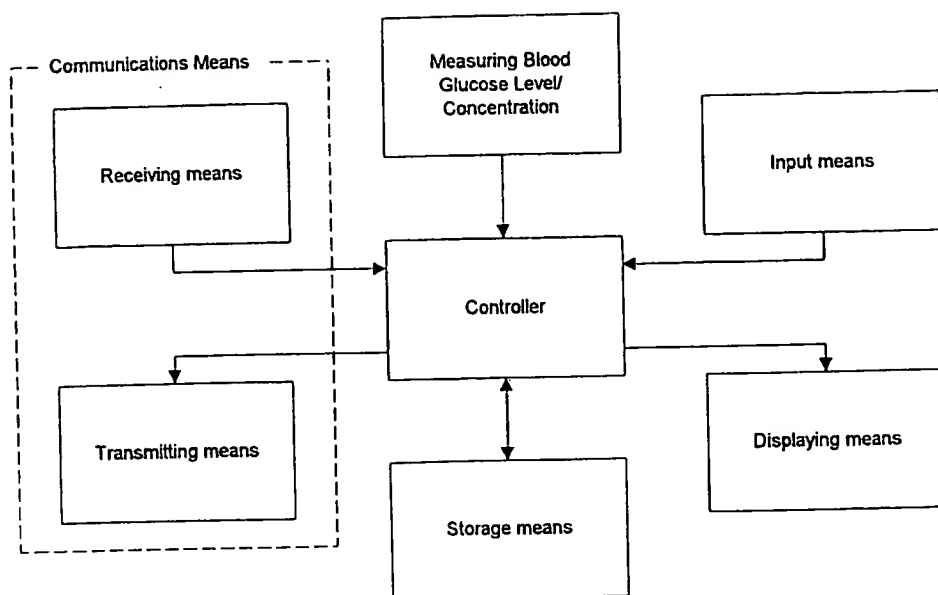 Communications Means
Measuring Blood
Glucose Level/
Concentration
Receiving means
Input means
Controller
Transmitting means
Displaying means
Storage means